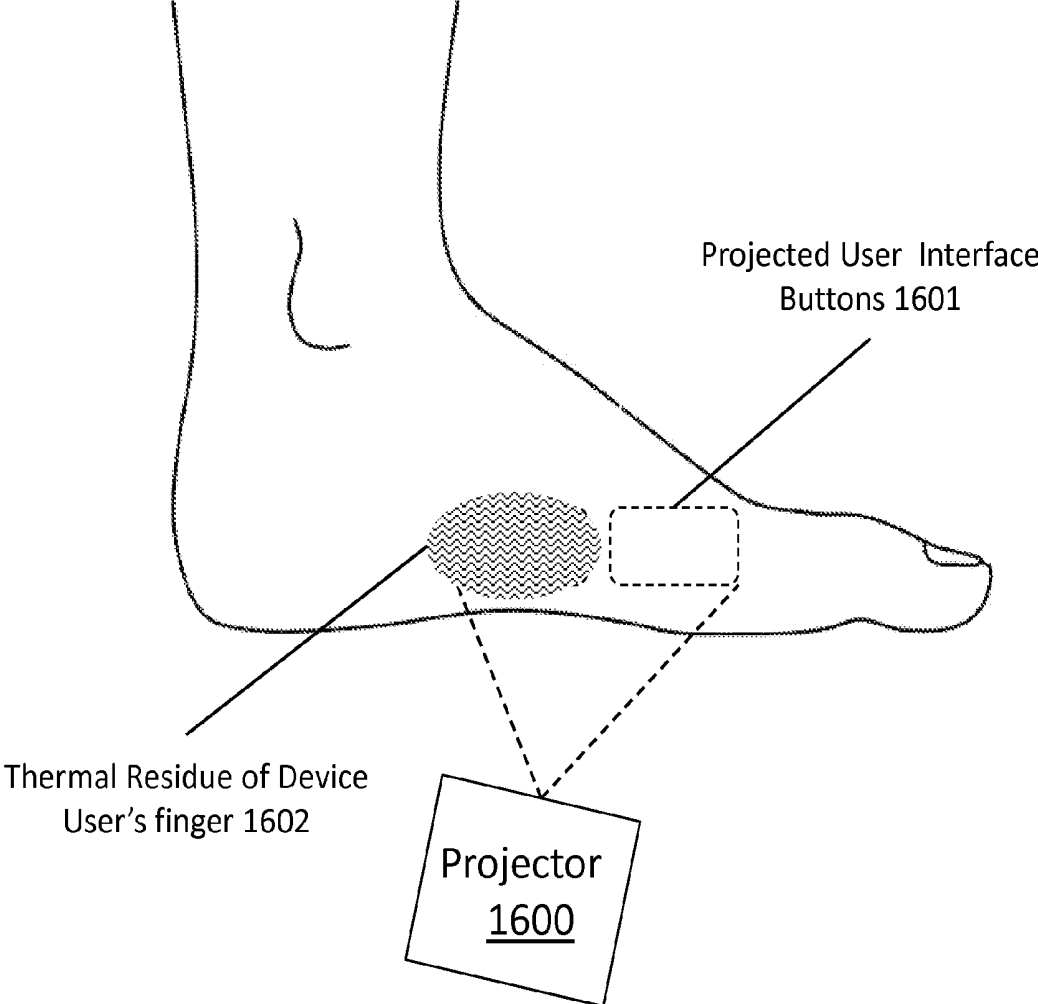 Projected User Interface
Buttons 1601
Thermal Residue of Device
User's finger 1602
Projector
1600